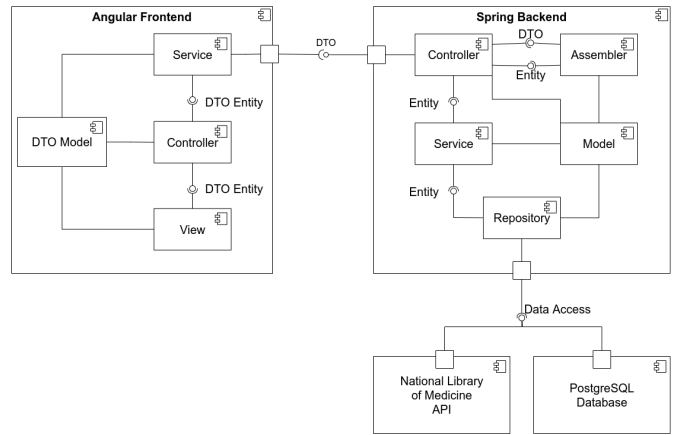 Angular Frontend
Spring Backend
Service
DTO Entity
DTO Model
Controller
DTO Entity
View
DTO
Controller
DTO
Entity
Assembler
Entity
Service
Model
Entity
Repository
Data Access
National Library
of Medicine
API
PostgreSQL
Database